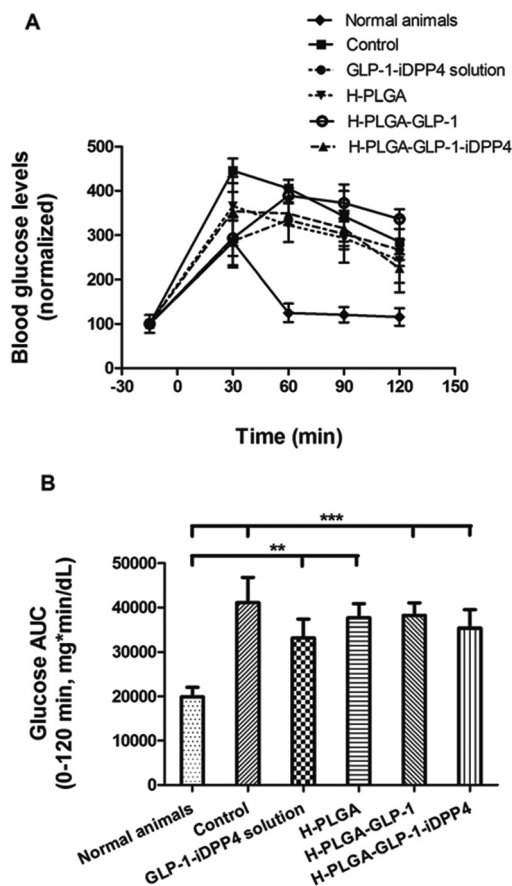 A
Normal animals
Control
GLP-1-iDPP4 solution
H-PLGA
H-PLGA-GLP-1
H-PLGA-GLP-1-iDPP4
Blood glucose levels
(normalized)
500
400
300
200
100
0
-30
0
30
60
90
120
150
Time (min)
B
***
**
Glucose AUC
(0-120 min, mg*min/dL)
50000
40000
30000
20000
10000
0
Normal animals
Control
GLP-1-iDPP4 solution
H-PLGA
H-PLGA-GLP-1
H-PLGA-GLP-1-iDPP4